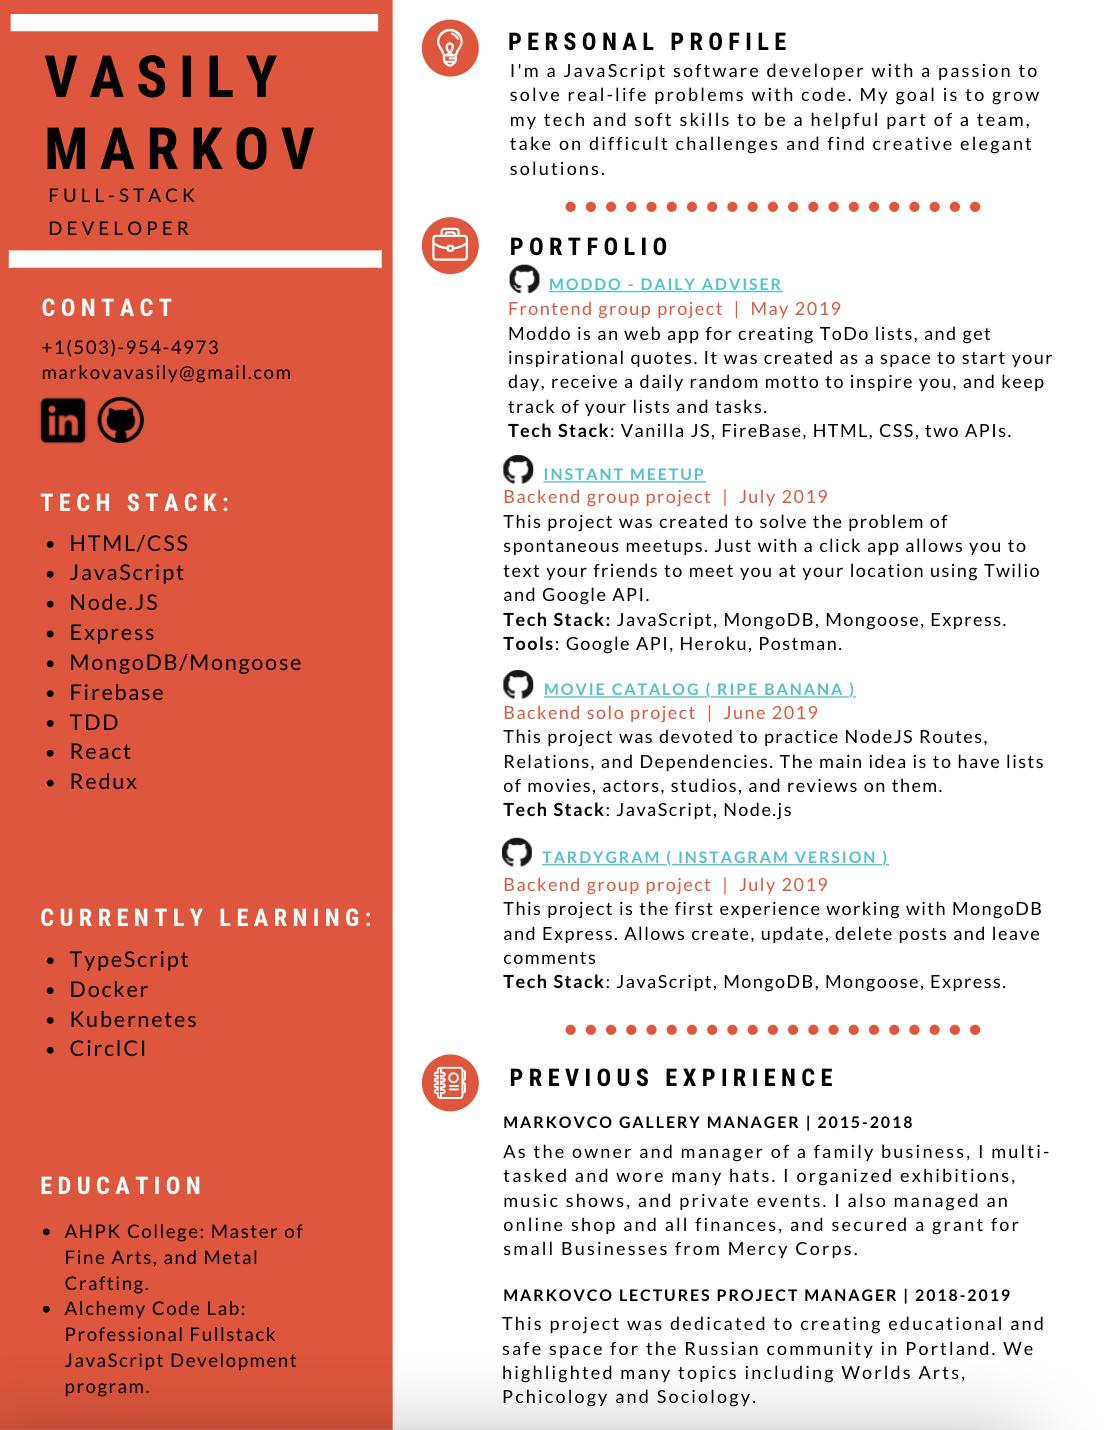 VASILY
MARKOV
FULL-STACK
DEVELOPER
CONTACT
+1(503)-954-4973
markovavasily@gmail.com
in
TECH STACK:
• HTML/CSS
• JavaScript
• Node.JS
• Express
• MongoDB/Mongoose
• Firebase
• TDD
• React
• Redux
CURRENTLY LEARNING:
• TypeScript
• Docker
• Kubernetes
• CirclCI
EDUCATION
• AHPK College: Master of
Fine Arts, and Metal
Crafting.
• Alchemy Code Lab:
Professional Fullstack
JavaScript Development
program.
PERSONAL PROFILE
I'm a JavaScript software developer with a passion to
solve real-life problems with code. My goal is to grow
my tech and soft skills to be a helpful part of a team,
take on difficult challenges and find creative elegant
solutions.
PORTFOLIO
MODDO - DAILY ADVISER
Frontend group project | May 2019
Moddo is an web app for creating ToDo lists, and get
inspirational quotes. It was created as a space to start your
day, receive a daily random motto to inspire you, and keep
track of your lists and tasks.
Tech Stack: Vanilla JS, FireBase, HTML, CSS, two APIs.
INSTANT MEETUP
Backend group project | July 2019
This project was created to solve the problem of
spontaneous meetups. Just with a click app allows you to
text your friends to meet you at your location using Twilio
and Google API.
Tech Stack: JavaScript, MongoDB, Mongoose, Express.
Tools: Google API, Heroku, Postman.
MOVIE CATALOG ( RIPE BANANA )
Backend solo project | June 2019
This project was devoted to practice NodeJS Routes,
Relations, and Dependencies. The main idea is to have lists
of movies, actors, studios, and reviews on them.
Tech Stack: JavaScript, Node.js
TARDYGRAM ( INSTAGRAM VERSION )
Backend group project | July 2019
This project is the first experience working with MongoDB
and Express. Allows create, update, delete posts and leave
comments
Tech Stack: JavaScript, MongoDB, Mongoose, Express.
PREVIOUS EXPIRIENCE
MARKOVCO GALLERY MANAGER | 2015-2018
As the owner and manager of a family business, I multi-
tasked and wore many hats. I organized exhibitions,
music shows, and private events. I also managed an
online shop and all finances, and secured a grant for
small Businesses from Mercy Corps.
MARKOVCO LECTURES PROJECT MANAGER | 2018-2019
This project was dedicated to creating educational and
safe space for the Russian community in Portland. We
highlighted many topics including Worlds Arts,
Pchicology and Sociology.